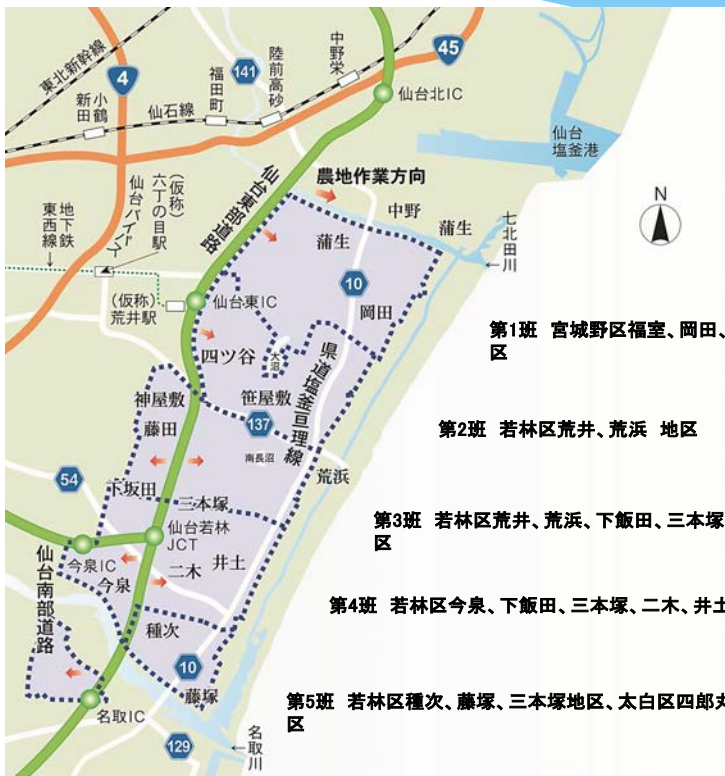 東北新幹線
4
141
陸前高砂
中野栄
45
小鶴
新田
仙石線
福田町
仙台北IC
仙台
塩釜港
仙台東部道路
農地作業方向
(仮称)
六丁の目駅
仙台バイパス
地下鉄
東西線
中野
蒲生
蒲生
七北田川
N
10
(仮称)
荒井駅
仙台東IC
岡田
四ツ谷
大沼
県道塩釜亘理線
第1班 宮城野区福室、岡田、
区
神屋敷
笹屋敷
藤田
137
第2班 若林区荒井、荒浜 地区
南長沼
荒浜
54
下坂田
三本塚
第3班 若林区荒井、荒浜、下飯田、三本塚
区
仙台若林
JCT
今泉IC
仙台南部道路
今泉
二木
井土
第4班 若林区今泉、下飯田、三本塚、二木、井土
種次
10
藤塚
第5班 若林区種次、藤塚、三本塚地区、太白区四郎丸
区
名取IC
129
名取川